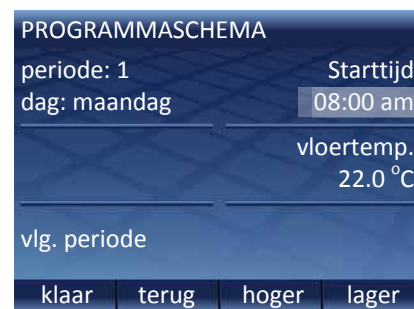 PROGRAMMASCHEMA
periode: 1 Starttijd
dag: maandag 08:00 am
vloertemp.
22.0 °C
vlg. periode
klaar terug hoger lager